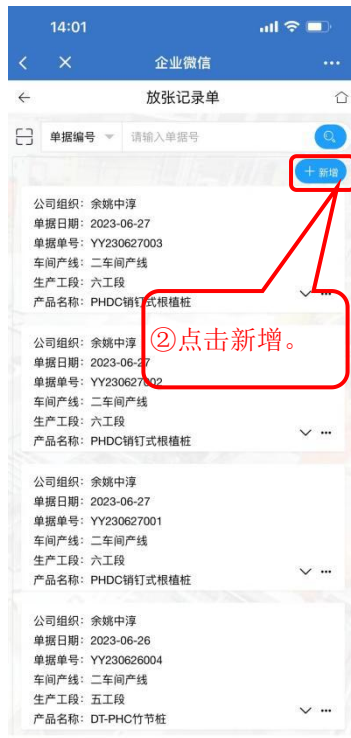 14:01
企业微信
放张记录单
单据编号 请输入单据号
+ 新增
公司组织: 余姚中淳
单据日期: 2023-06-27
单据单号: YY230627003
车间产线: 二车间产线
生产工段: 六工段
产品名称: PHDC销钉式根植桩
②点击新增。
公司组织: 余姚中淳
单据日期: 2023-06-27
单据单号: YY230627002
车间产线: 二车间产线
生产工段: 六工段
产品名称: PHDC销钉式根植桩
公司组织: 余姚中淳
单据日期: 2023-06-27
单据单号: YY230627001
车间产线: 二车间产线
生产工段: 六工段
产品名称: PHDC销钉式根植桩
公司组织: 余姚中淳
单据日期: 2023-06-26
单据单号: YY230626004
车间产线: 二车间产线
生产工段: 五工段
产品名称: DT-PHC竹节桩